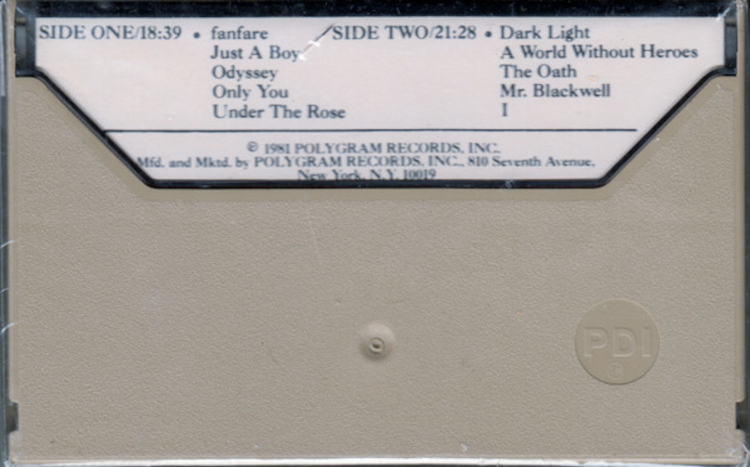 SIDE ONE/18:39 • fanfare
Just A Boy
Odyssey
Only You
Under The Rose
SIDE TWO/21:28 • Dark Light
A World Without Heroes
The Oath
Mr. Blackwell
I
℗ 1981 POLYGRAM RECORDS, INC.
Mfd. and Mktd. by POLYGRAM RECORDS, INC., 810 Seventh Avenue,
New York, N.Y. 10019
PDI
®